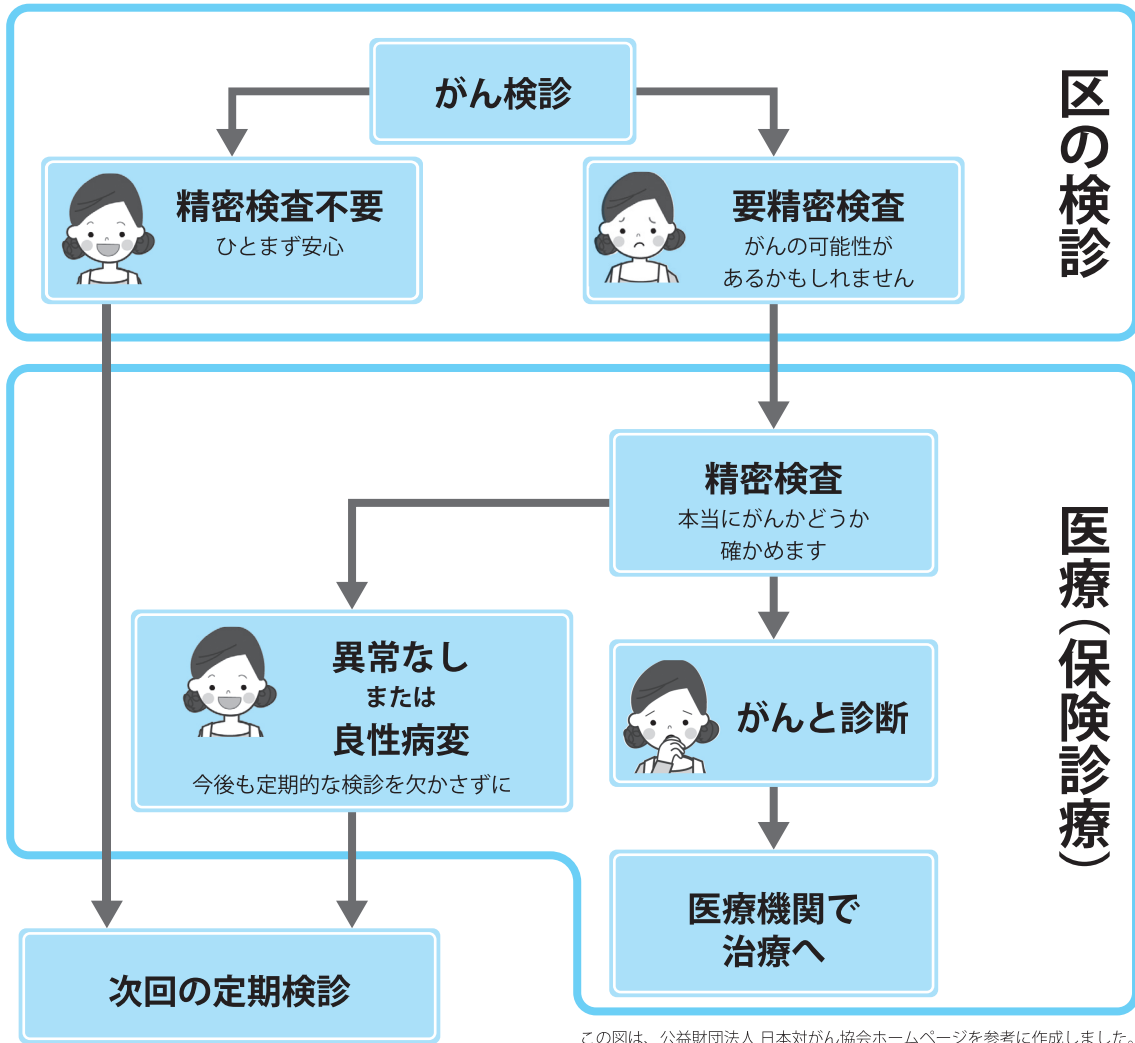 がん検診
精密検査不要
ひとまず安心
要精密検査
がんの可能性が
あるかもしれません
区の検診
精密検査
本当にがんかどうか
確かめます
異常なし
または
良性病変
今後も定期的な検診を欠かさずに
がんと診断
医療機関で
治療へ
医療(保険診療)
次回の定期検診
この図は、公益財団法人 日本対がん協会ホームページを参考に作成しました。